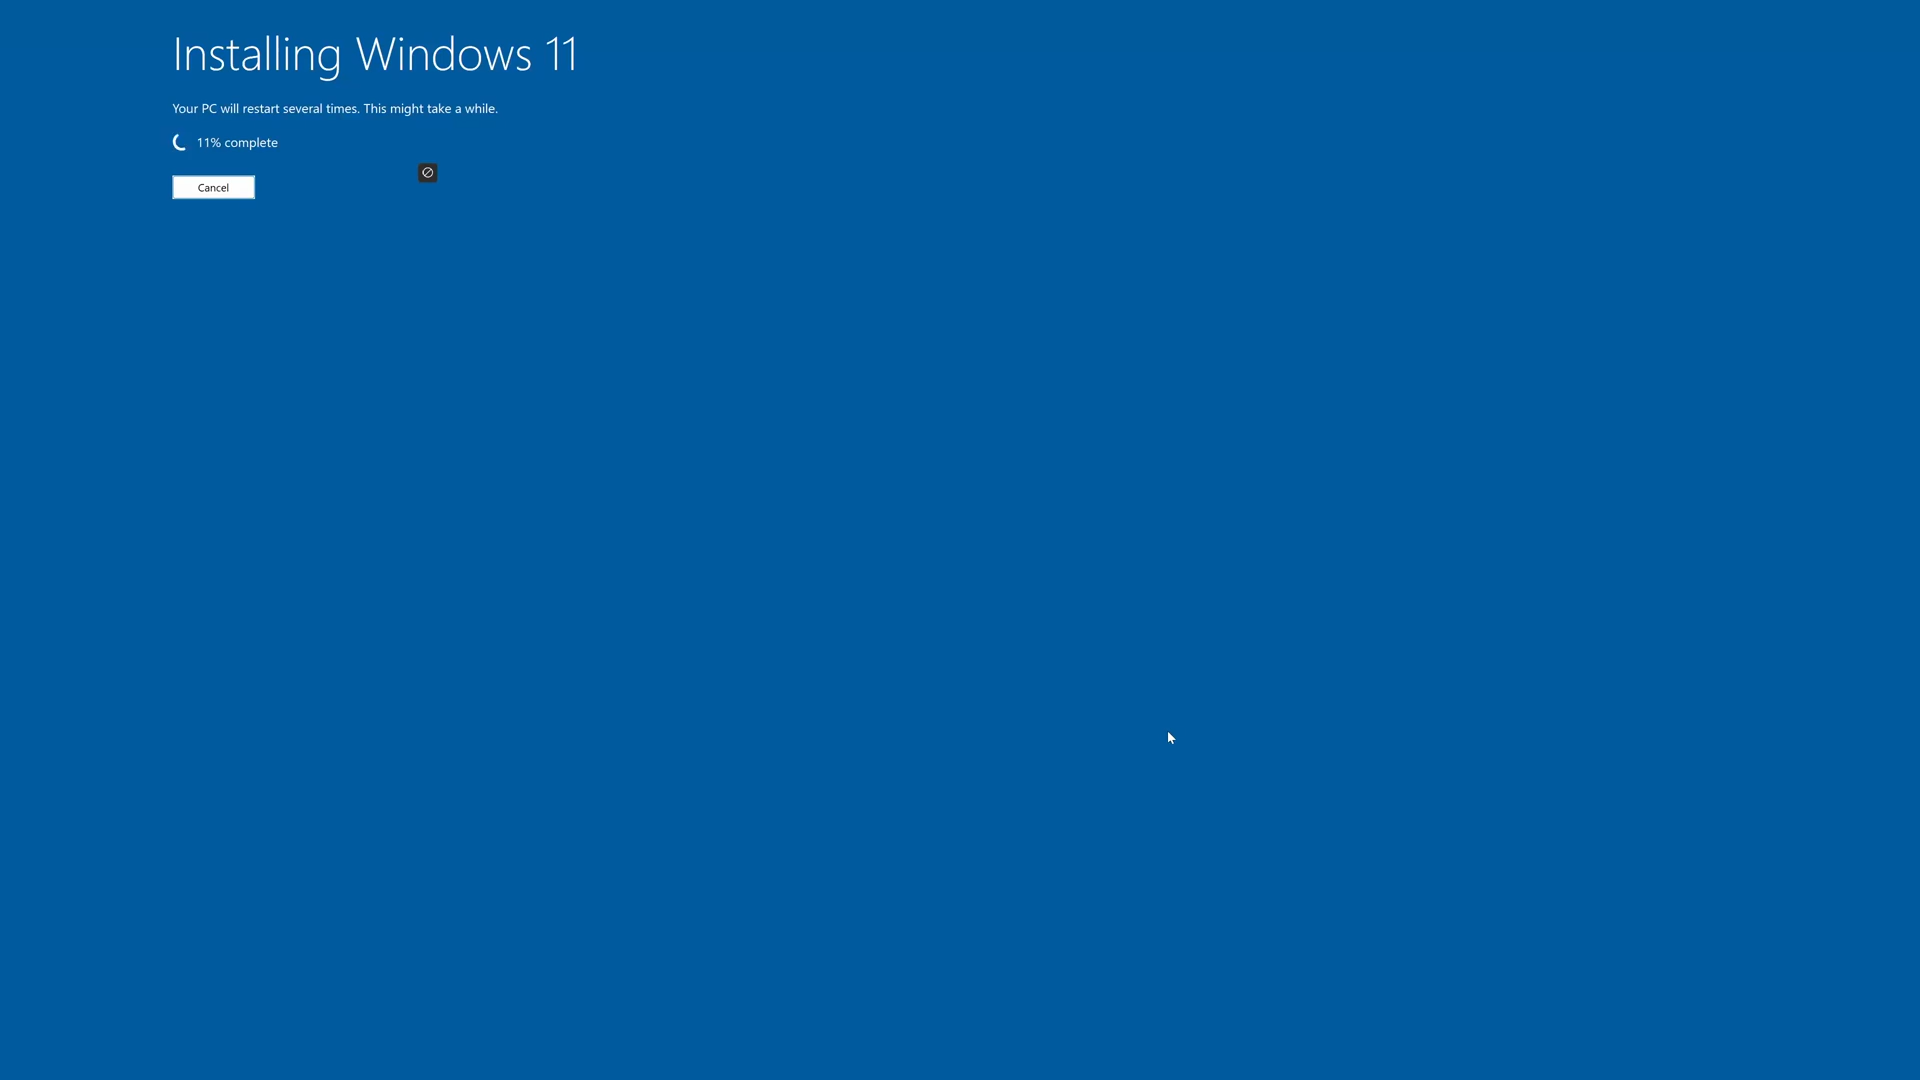 Installing Windows 11
Your PC will restart several times. This might take a while.
11% complete
Cancel